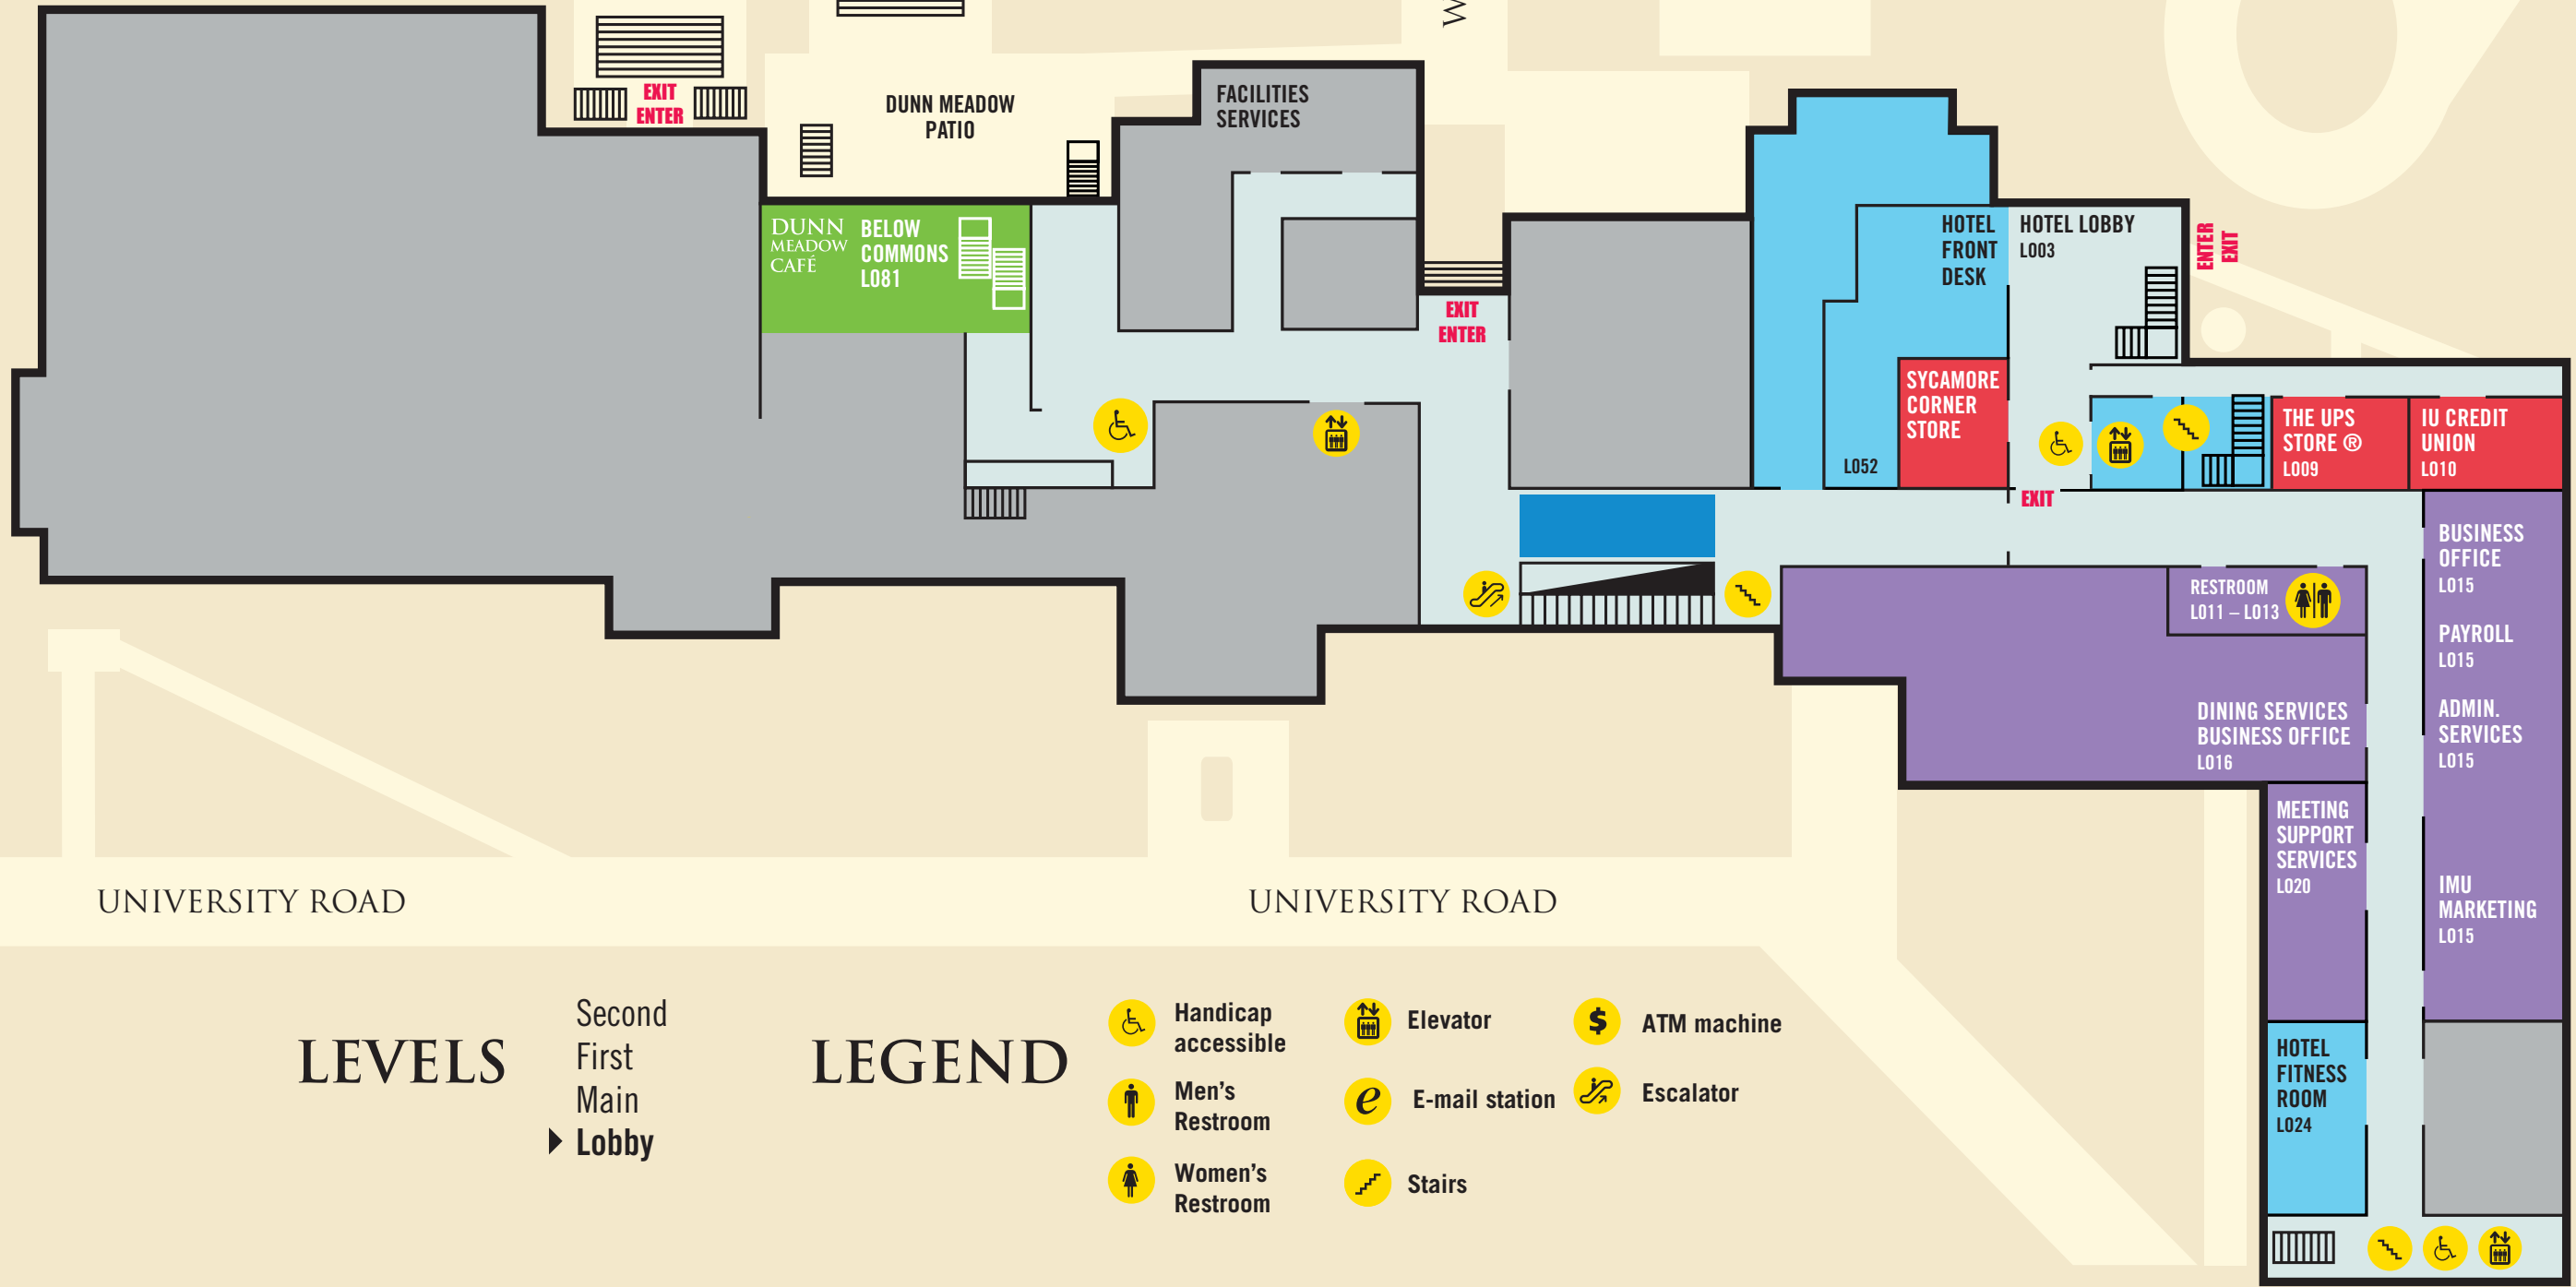 EXIT
ENTER
DUNN MEADOW
PATIO
FACILITIES
SERVICES
W
DUNN
MEADOW
CAFÉ
BELOW
COMMONS
L081
EXIT
ENTER
HOTEL
FRONT
DESK
HOTEL LOBBY
L003
ENTER
EXIT
SYCAMORE
CORNER
STORE
L052
THE UPS
STORE ®
L009
IU CREDIT
UNION
L010
EXIT
BUSINESS
OFFICE
L015
PAYROLL
L015
ADMIN.
SERVICES
L015
IMU
MARKETING
L015
RESTROOM
L011 – L013
DINING SERVICES
BUSINESS OFFICE
L016
MEETING
SUPPORT
SERVICES
L020
HOTEL
FITNESS
ROOM
L024
UNIVERSITY ROAD
UNIVERSITY ROAD
LEVELS
Second
First
Main
Lobby
LEGEND
Handicap
accessible
Men’s
Restroom
Women’s
Restroom
Elevator
e
E-mail station
Stairs
$
ATM machine
Escalator